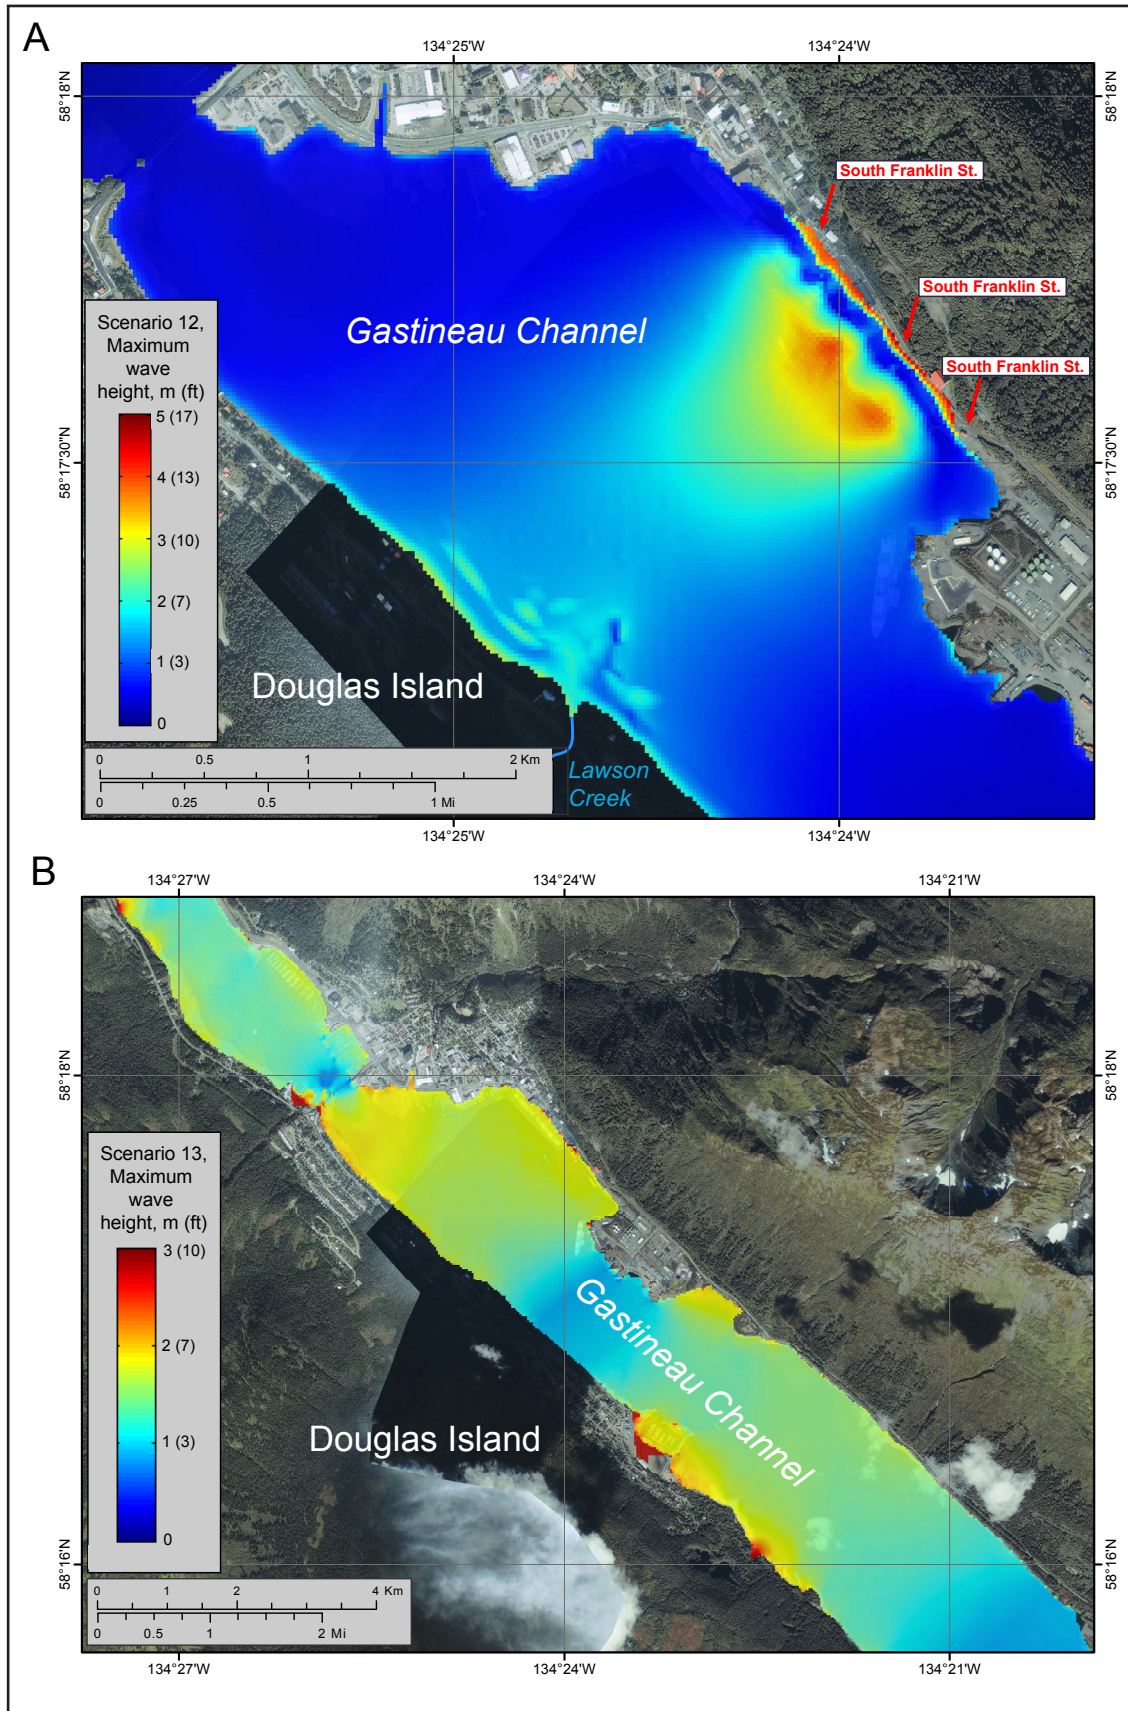 A
134°25'W
134°24'W
58°18'N
58°18'N
South Franklin St.
South Franklin St.
South Franklin St.
Gastineau Channel
Scenario 12,
Maximum
wave
height, m (ft)
5 (17)
4 (13)
3 (10)
2 (7)
1 (3)
0
58°17'30"N
58°17'30"N
Douglas Island
Lawson
Creek
0 0.5 1 2 Km
0 0.25 0.5 1 Mi
134°25'W
134°24'W
B
134°27'W
134°24'W
134°21'W
58°18'N
58°18'N
Scenario 13,
Maximum
wave
height, m (ft)
3 (10)
2 (7)
1 (3)
0
Gastineau Channel
Douglas Island
58°16'N
58°16'N
0 1 2 4 Km
0 0.5 1 2 Mi
134°27'W
134°24'W
134°21'W